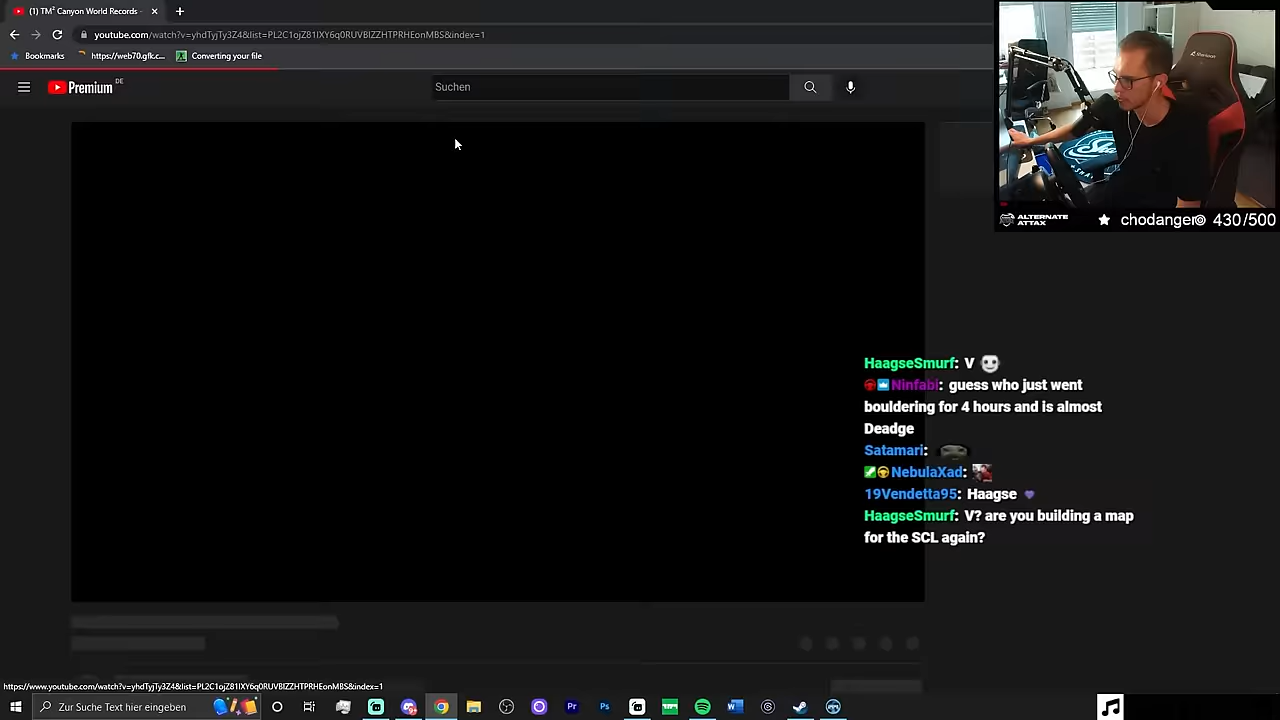 (1) TM² Canyon World Records -
youtube.com/watch?v=yhdTyjTy3Z4&list=PL2C1ojZ81IXY6q0RUVBIZZHTPRHEonMBS&index=1
Bookmarks
https://web70.gfk.c...
Converting your file
Premium DE
Suchen
ALTERNATE
ATTAX
chodanger 430/500
HaagseSmurf: V
Ninfabi: guess who just went
bouldering for 4 hours and is almost
Deadge
Satamari:
NebulaXad:
19Vendetta95: Haagse
HaagseSmurf: V? are you building a map
for the SCL again?
https://www.youtube.com/watch?v=yhdTyjTy3Z4&list=PL2C1ojZ81IXY6q0RUVBIZZHTPRHEonMBS&index=1
Zur Suche Text hier eingeben